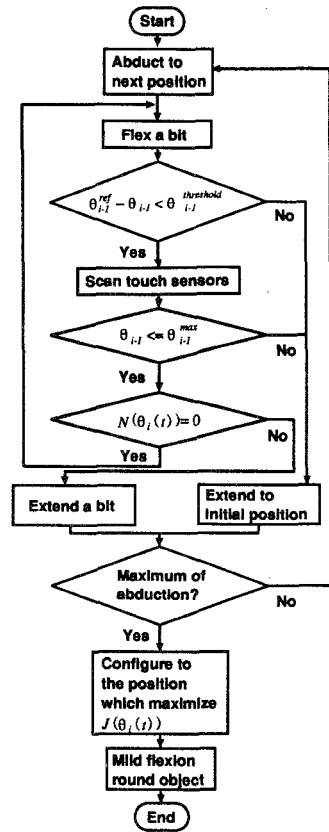 Start
Abduct to
next position
Flex a bit
θ_{i-1}^{ref} - θ_{i-1} < θ_{i-1}^{threshold}
No
Yes
Scan touch sensors
θ_{i-1} <= θ_{i-1}^{max}
No
Yes
N(θ_i(t))=0
No
Yes
Extend a bit
Extend to
initial position
Maximum of
abduction?
No
Yes
Configure to
the position
which maximize
J(θ_i(t))
Mild flexion
round object
End